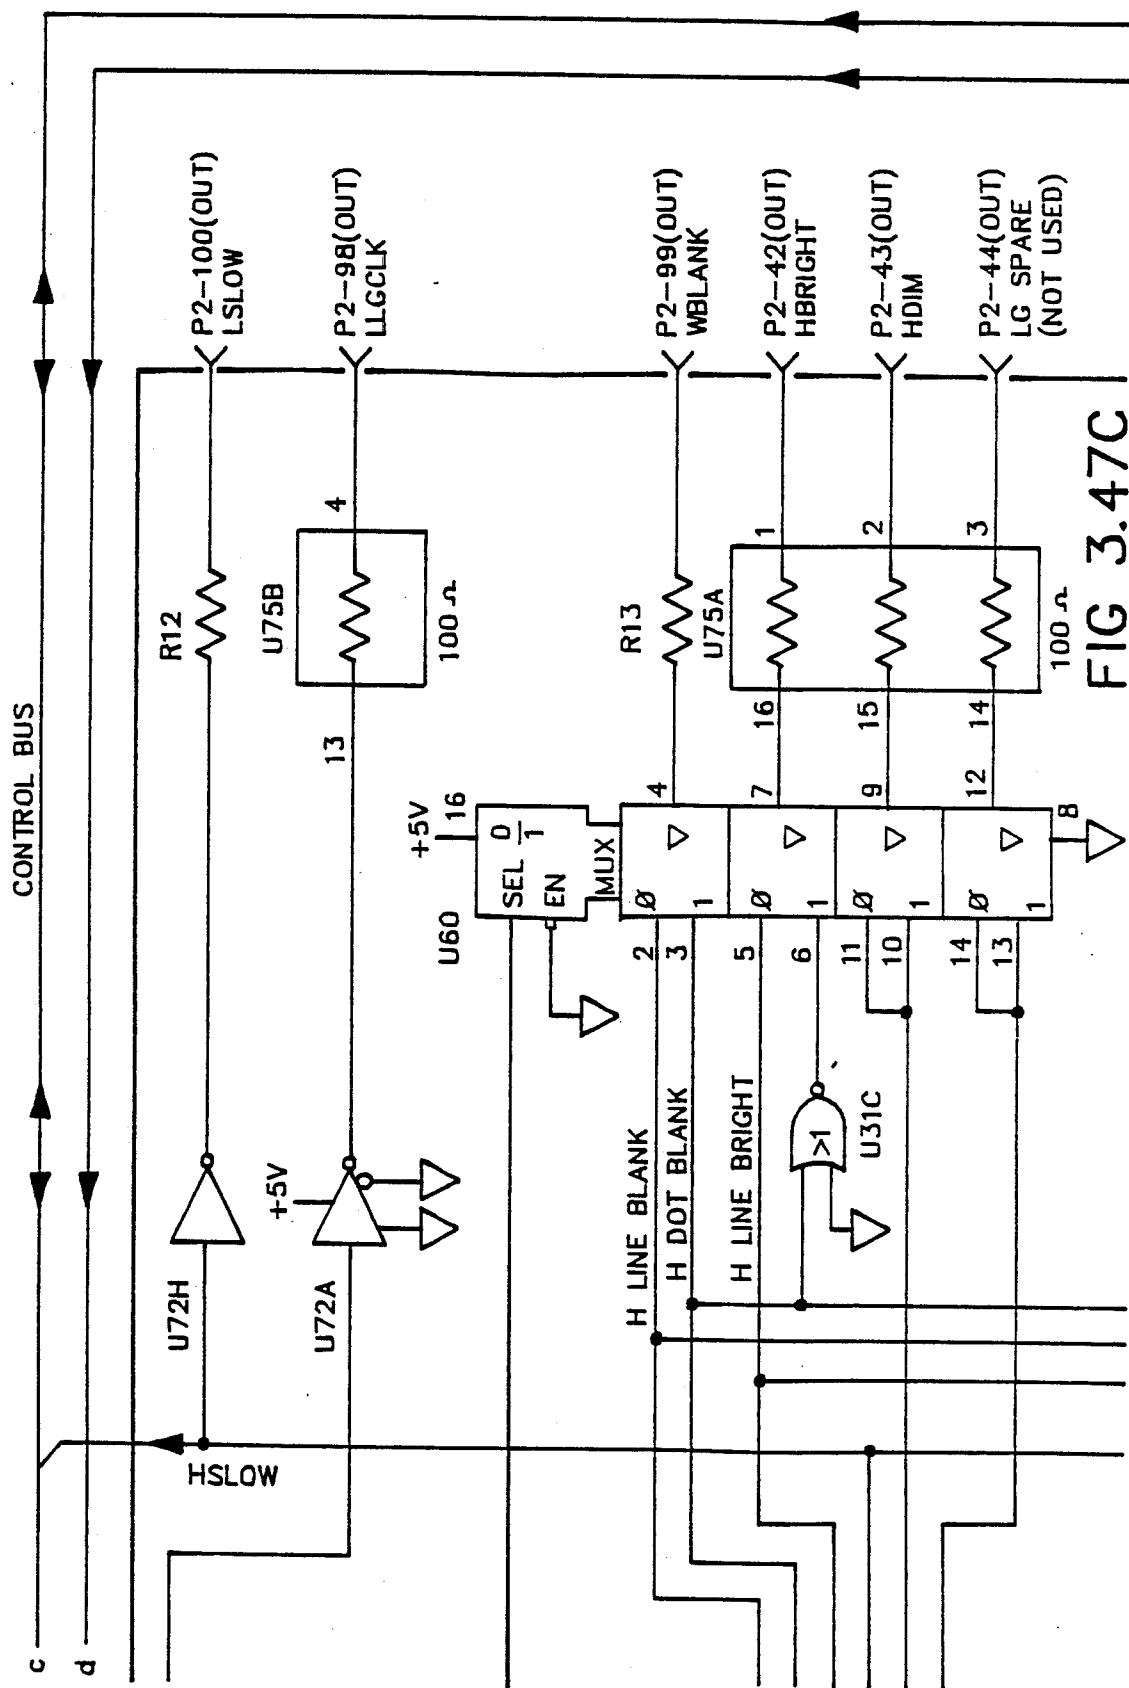 CONTROL BUS
c
d
P2-100(OUT)
LSLOW
R12
U72H
P2-98(OUT)
LLGCLK
4
U75B
100 Ω
13
+5V
U72A
HSLOW
P2-99(OUT)
WBLANK
R13
4
P2-42(OUT)
HBRIGHT
1
U75A
16
7
P2-43(OUT)
HDIM
2
15
9
P2-44(OUT)
LG SPARE
(NOT USED)
3
100 Ω
14
12
+5V
16
U60
SEL 0/1
EN
MUX
Ø
1
Ø
1
Ø
1
Ø
1
8
2
3
5
6
11
10
14
13
H LINE BLANK
H DOT BLANK
H LINE BRIGHT
>1
U31C
FIG 3.47C